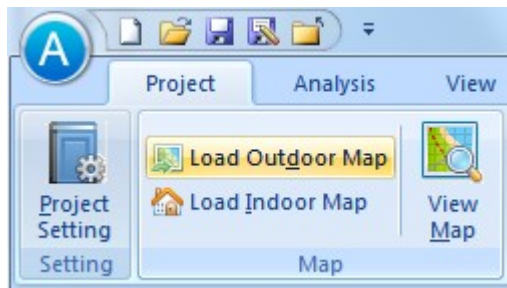 A
Project Analysis View
Load Outdoor Map
Load Indoor Map
Project
Setting
View
Map
Setting Map